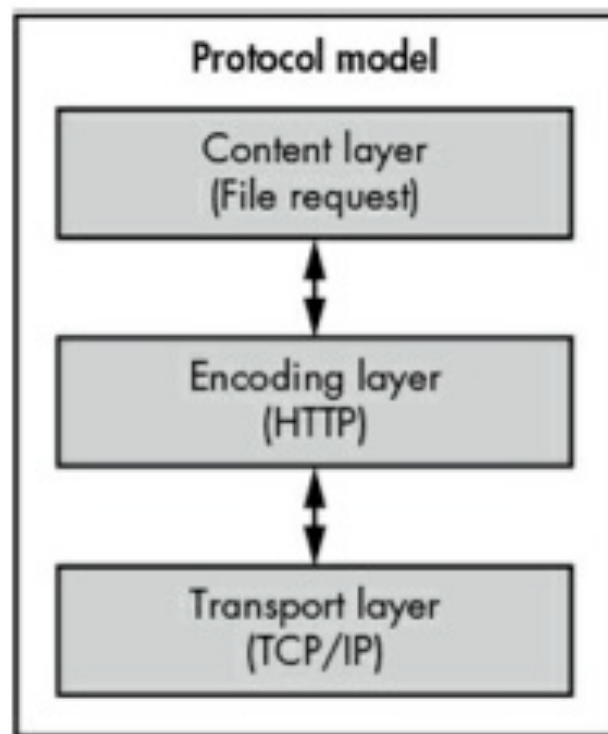 Protocol model
Content layer
(File request)
Encoding layer
(HTTP)
Transport layer
(TCP/IP)